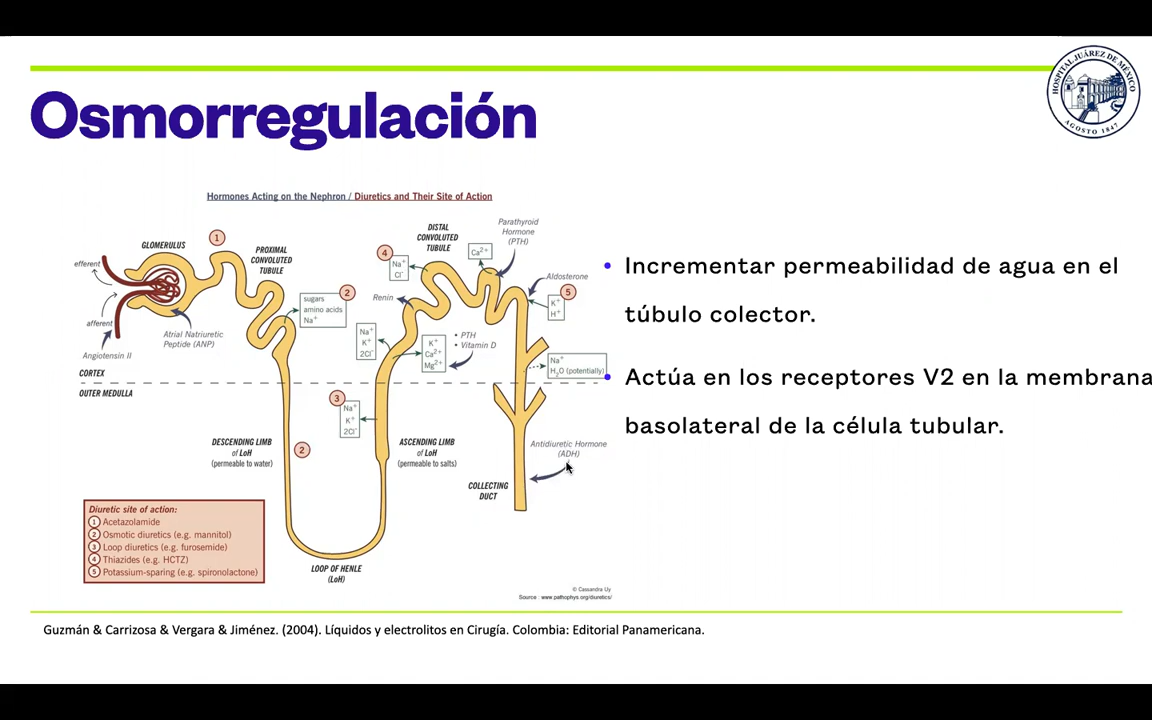 HOSPITAL JUÁREZ DE MÉXICO
AGOSTO 1847
Osmorregulación
Hormones Acting on the Nephron / Diuretics and Their Site of Action
GLOMERULUS
efferent
afferent
Angiotensin II
Atrial Natriuretic
Peptide (ANP)
1
PROXIMAL
CONVOLUTED
TUBULE
2
sugars
amino acids
Na+
CORTEX
OUTER MEDULLA
DISTAL
CONVOLUTED
TUBULE
4
Na+
Cl-
Renin
Ca2+
Parathyroid
Hormone
(PTH)
Aldosterone
5
K+
H+
Na+
K+
2Cl-
K+
Ca2+
Mg2+
• PTH
• Vitamin D
Na+
H2O (potentially)
3
Na+
K+
2Cl-
DESCENDING LIMB
of LoH
(permeable to water)
2
ASCENDING LIMB
of LoH
(permeable to salts)
Antidiuretic Hormone
(ADH)
COLLECTING
DUCT
LOOP OF HENLE
(LoH)
Diuretic site of action:
1 Acetazolamide
2 Osmotic diuretics (e.g. mannitol)
3 Loop diuretics (e.g. furosemide)
4 Thiazides (e.g. HCTZ)
5 Potassium-sparing (e.g. spironolactone)
© Cassandra Uy
Source : www.pathophys.org/diuretics/
• Incrementar permeabilidad de agua en el
túbulo colector.
• Actúa en los receptores V2 en la membrana
basolateral de la célula tubular.
Guzmán & Carrizosa & Vergara & Jiménez. (2004). Líquidos y electrolitos en Cirugía. Colombia: Editorial Panamericana.